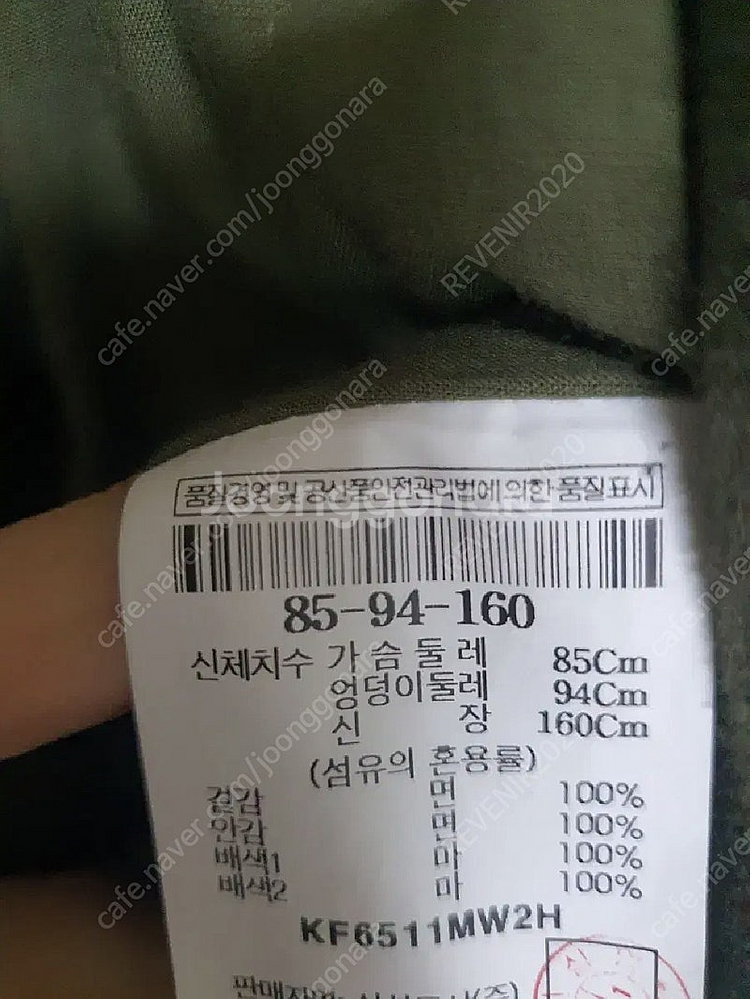 품질경영 및 공산품안전관리법에 의한 품질표시
85-94-160
신체치수 가슴둘레 85Cm
엉덩이둘레 94Cm
신장 160Cm
(섬유의 혼용률)
겉감 면 100%
안감 면 100%
배색1 마 100%
배색2 마 100%
KF6511MW2H
cafe.naver.com/joonggonara
REVENIR2020
joonggonara